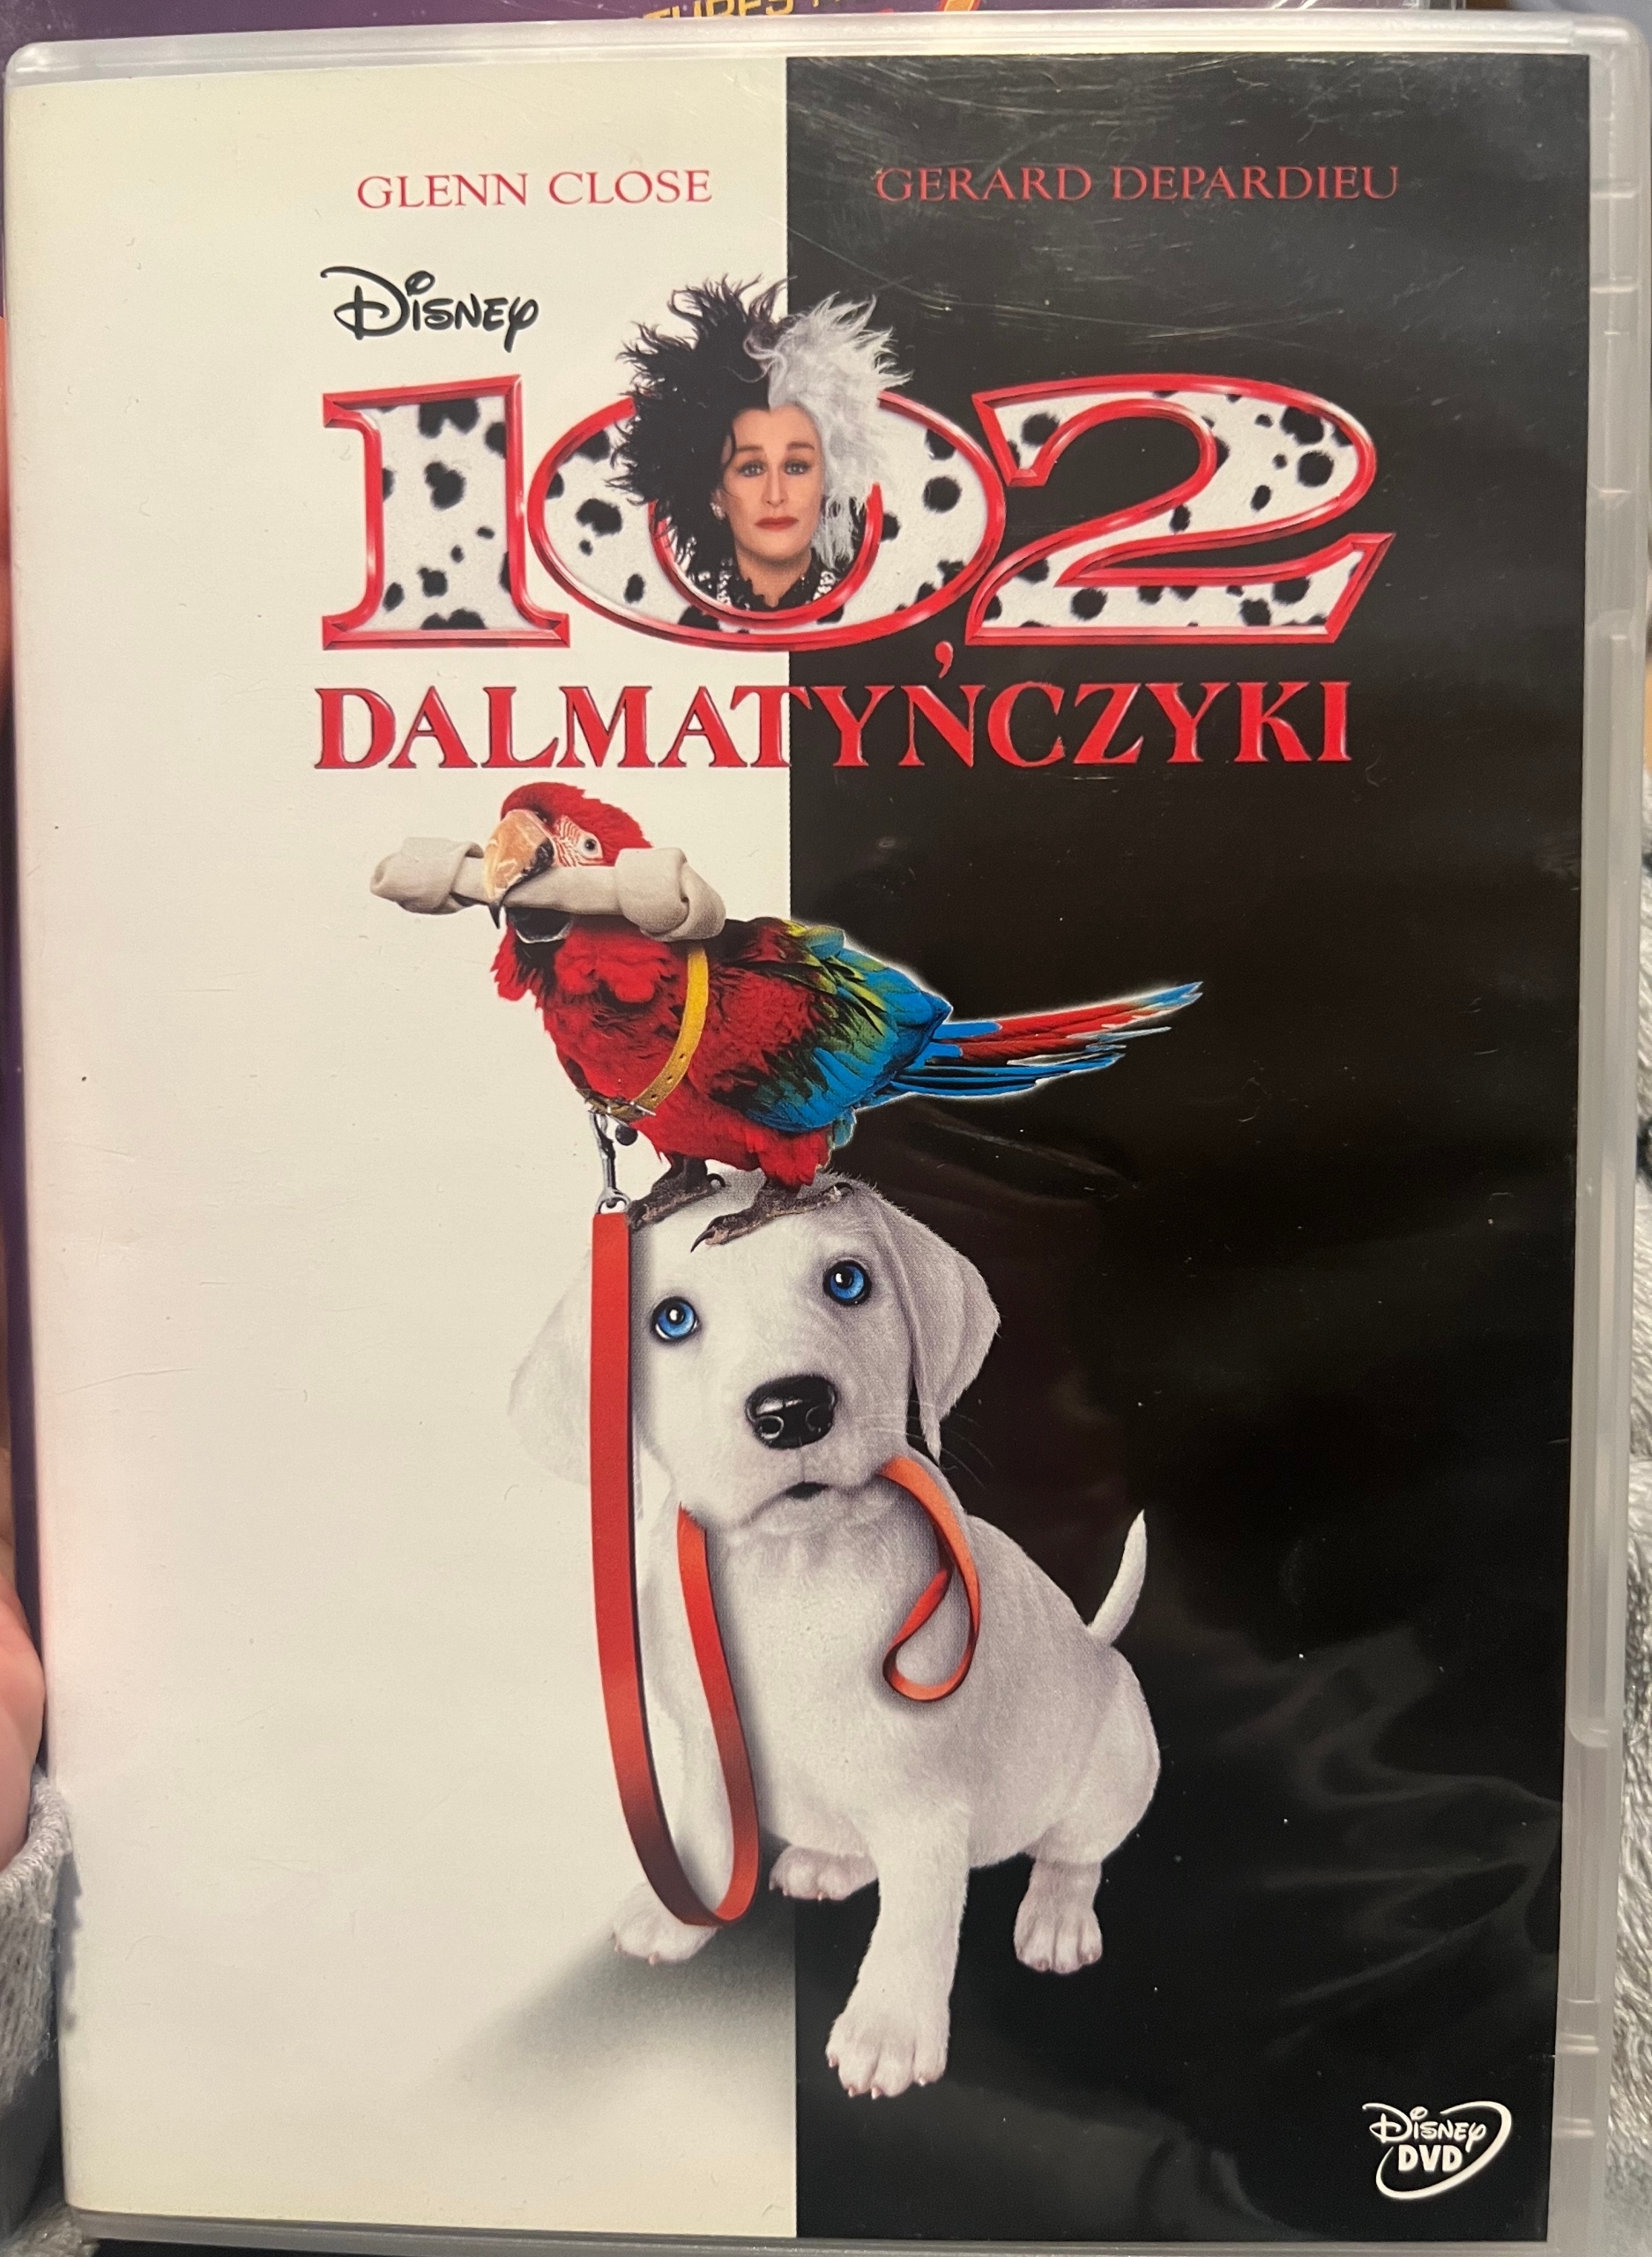 GLENN CLOSE GERARD DEPARDIEU
Disney
102
DALMATYŃCZYKI
Disney
DVD